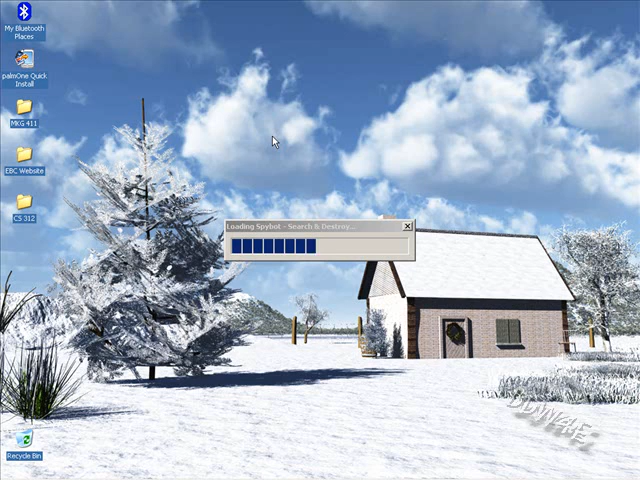 My Bluetooth
Places
palmOne Quick
Install
MKG 411
EBC Website
CS 312
Loading Spybot - Search & Destroy...
Recycle Bin